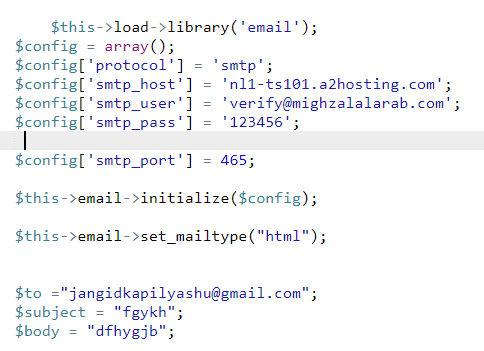 $this->load->library('email');
$config = array();
$config['protocol'] = 'smtp';
$config['smtp_host'] = 'nl1-ts101.a2hosting.com';
$config['smtp_user'] = 'verify@mighzalalarab.com';
$config['smtp_pass'] = '123456';
$config['smtp_port'] = 465;
$this->email->initialize($config);
$this->email->set_mailtype("html");
$to ="jangidkapilyashu@gmail.com";
$subject = "fgykh";
$body = "dfhygjb";